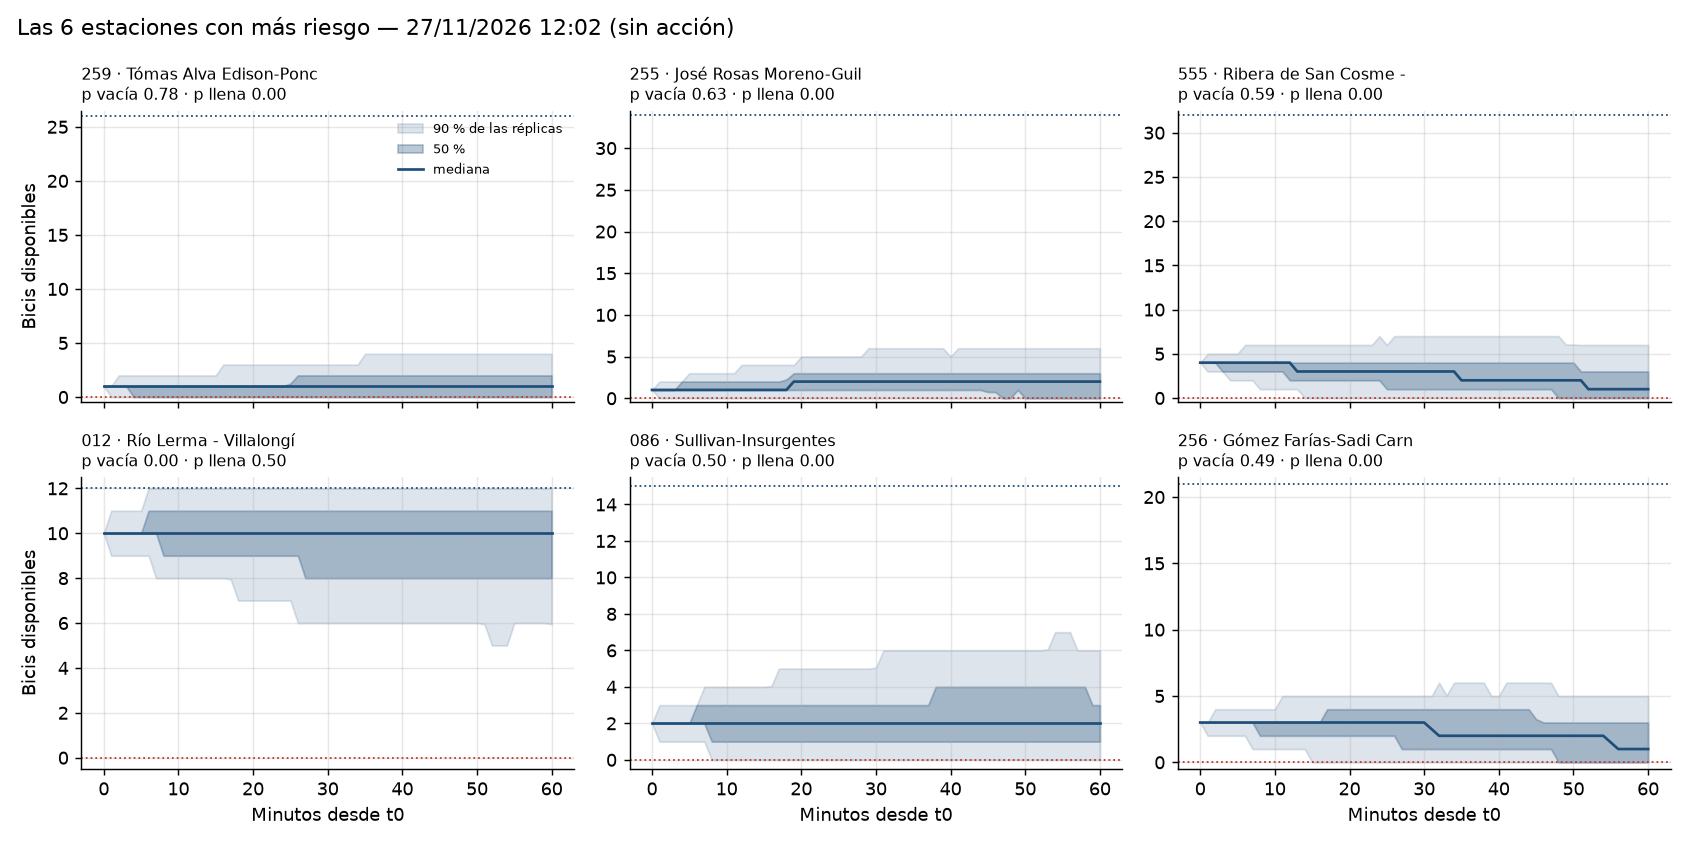 Las 6 estaciones con más riesgo — 27/11/2026 12:02 (sin acción)
259 · Tómas Alva Edison-Ponc
p vacía 0.78 · p llena 0.00
25
20
15
10
5
0
Bicis disponibles
90 % de las réplicas
50 %
mediana
255 · José Rosas Moreno-Guil
p vacía 0.63 · p llena 0.00
30
25
20
15
10
5
0
555 · Ribera de San Cosme -
p vacía 0.59 · p llena 0.00
30
25
20
15
10
5
0
012 · Río Lerma - Villalongí
p vacía 0.00 · p llena 0.50
12
10
8
6
4
2
0
Bicis disponibles
0 10 20 30 40 50 60
Minutos desde t0
086 · Sullivan-Insurgentes
p vacía 0.50 · p llena 0.00
14
12
10
8
6
4
2
0
0 10 20 30 40 50 60
Minutos desde t0
256 · Gómez Farías-Sadi Carn
p vacía 0.49 · p llena 0.00
20
15
10
5
0
0 10 20 30 40 50 60
Minutos desde t0